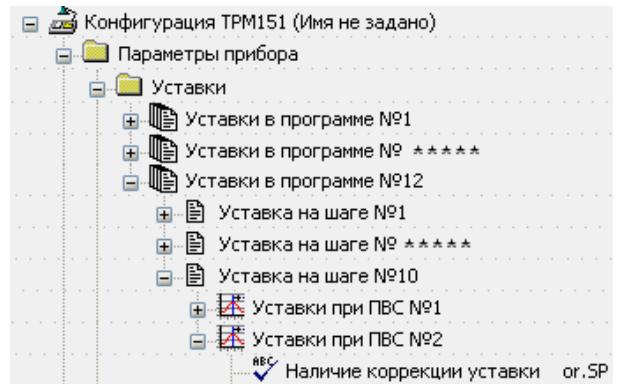 Конфигурация ТРМ151 (Имя не задано)
Параметры прибора
Уставки
Уставки в программе №1
Уставки в программе № *****
Уставки в программе №12
Уставка на шаге №1
Уставка на шаге № *****
Уставка на шаге №10
Уставки при ПВС №1
Уставки при ПВС №2
ABC Наличие коррекции уставки or.SP